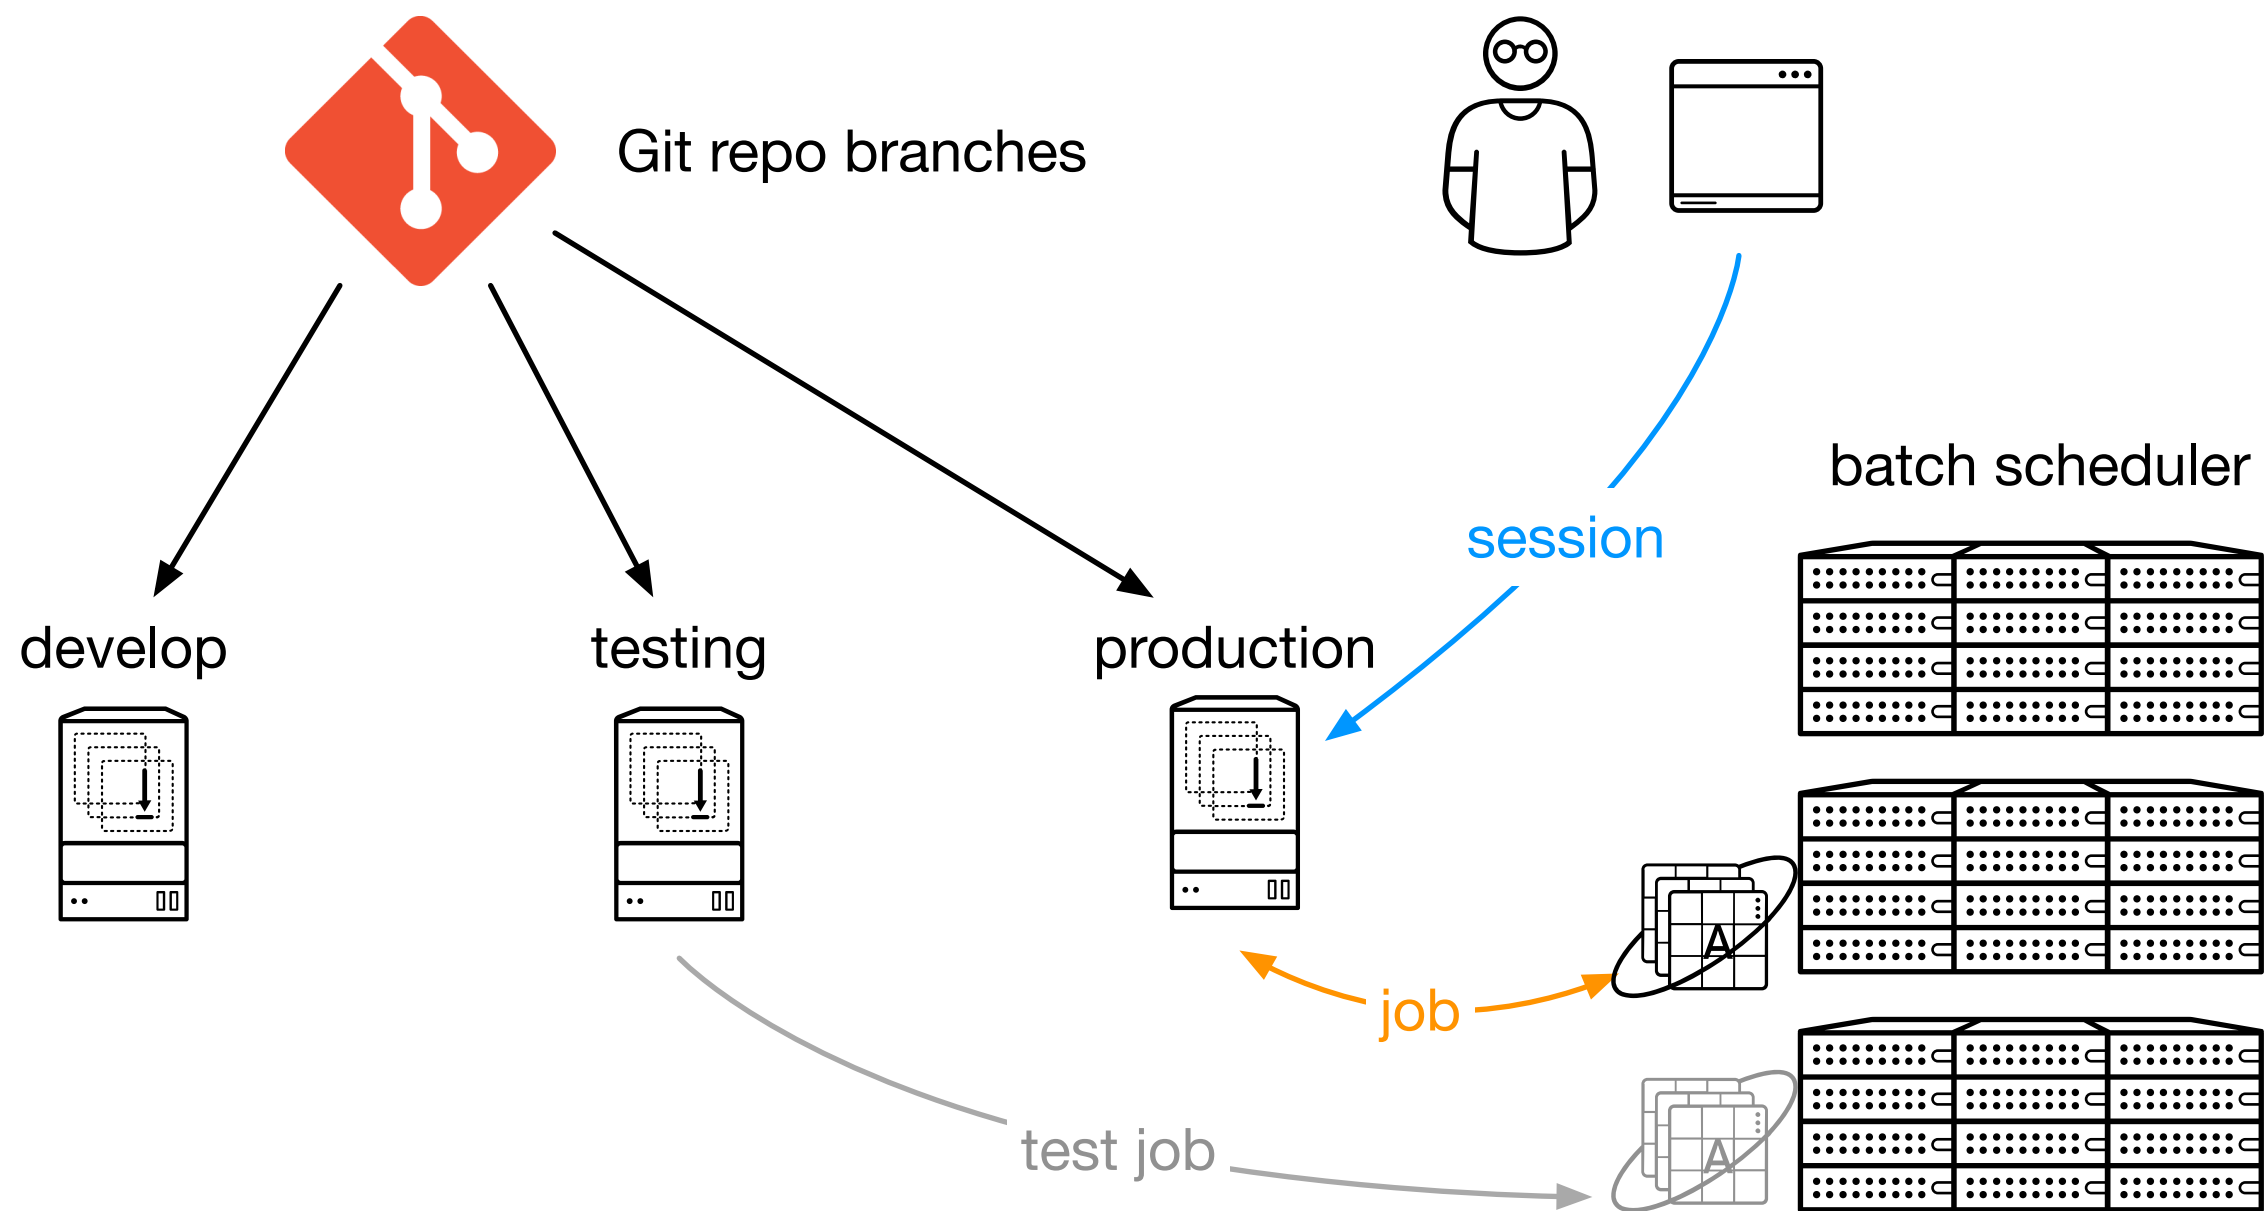 Git repo branches
batch scheduler
session
develop
testing
production
A
job
test job
A